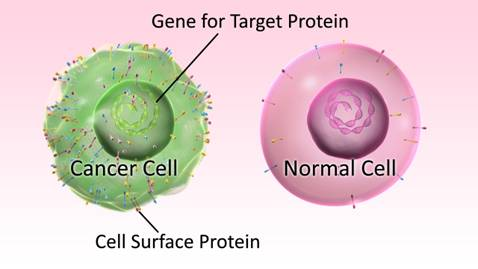 Gene for Target Protein
Cancer Cell
Normal Cell
Cell Surface Protein